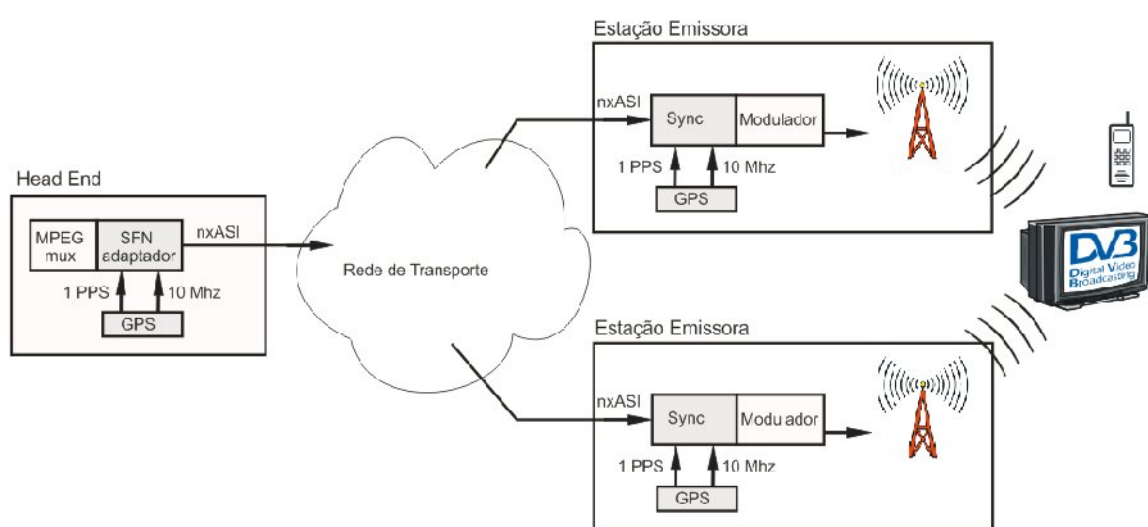 Head End
MPEG
mux
SFN
adaptador
nxASI
1 PPS
10 Mhz
GPS
Rede de Transporte
Estação Emissora
nxASI
Sync
Modulador
1 PPS
10 Mhz
GPS
Estação Emissora
nxASI
Sync
Modulador
1 PPS
10 Mhz
GPS
DVB
Digital Video
Broadcasting